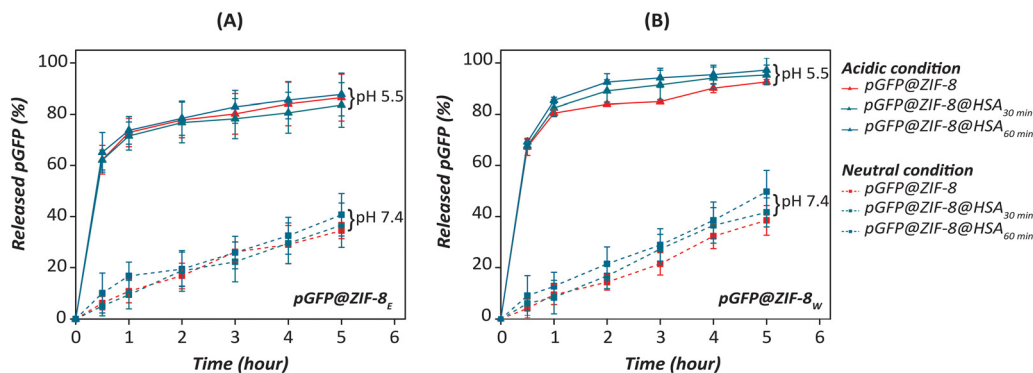 (A)
Released pGFP (%)
100
80
60
40
20
0
0 1 2 3 4 5 6
Time (hour)
pH 5.5
pH 7.4
pGFP@ZIF-8E
(B)
Released pGFP (%)
100
80
60
40
20
0
0 1 2 3 4 5 6
Time (hour)
pH 5.5
pH 7.4
pGFP@ZIF-8W
Acidic condition
pGFP@ZIF-8
pGFP@ZIF-8@HSA30 min
pGFP@ZIF-8@HSA60 min
Neutral condition
pGFP@ZIF-8
pGFP@ZIF-8@HSA30 min
pGFP@ZIF-8@HSA60 min